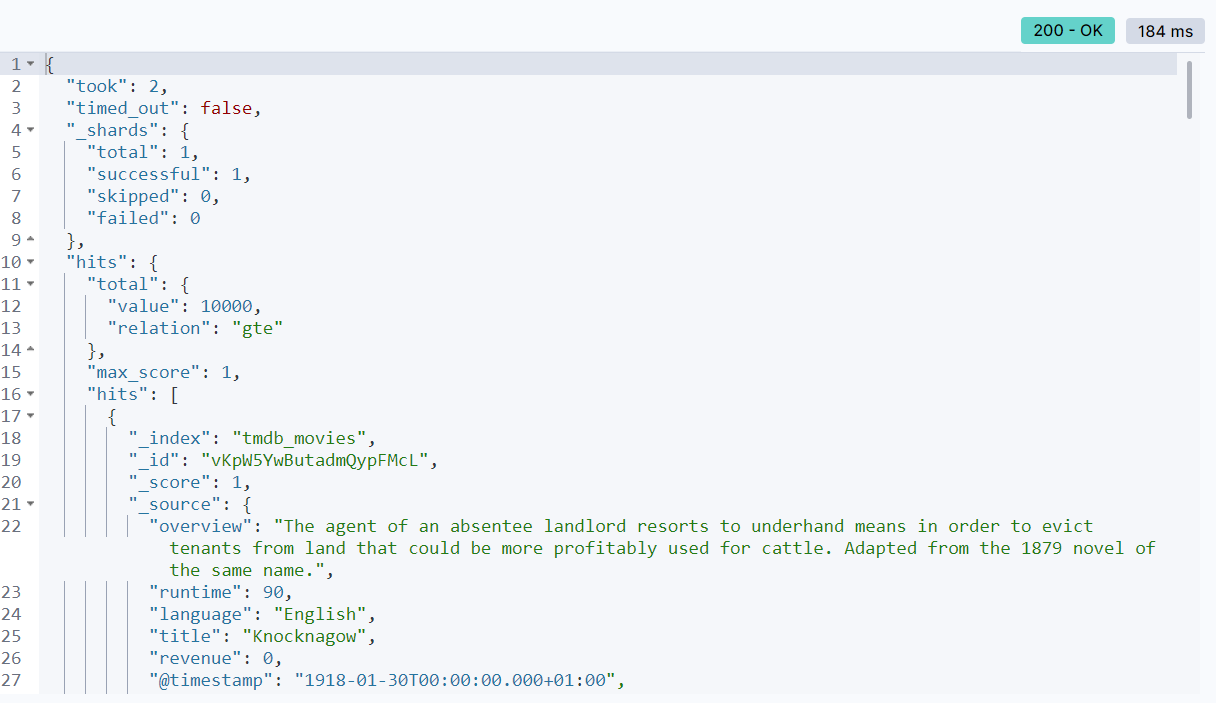 200 - OK
184 ms
1 {
2 "took": 2,
3 "timed_out": false,
4 "_shards": {
5 "total": 1,
6 "successful": 1,
7 "skipped": 0,
8 "failed": 0
9 },
10 "hits": {
11 "total": {
12 "value": 10000,
13 "relation": "gte"
14 },
15 "max_score": 1,
16 "hits": [
17 {
18 "_index": "tmdb_movies",
19 "_id": "vKpW5YwButadmQypFMcL",
20 "_score": 1,
21 "_source": {
22 "overview": "The agent of an absentee landlord resorts to underhand means in order to evict
tenants from land that could be more profitably used for cattle. Adapted from the 1879 novel of
the same name.",
23 "runtime": 90,
24 "language": "English",
25 "title": "Knocknagow",
26 "revenue": 0,
27 "@timestamp": "1918-01-30T00:00:00.000+01:00",